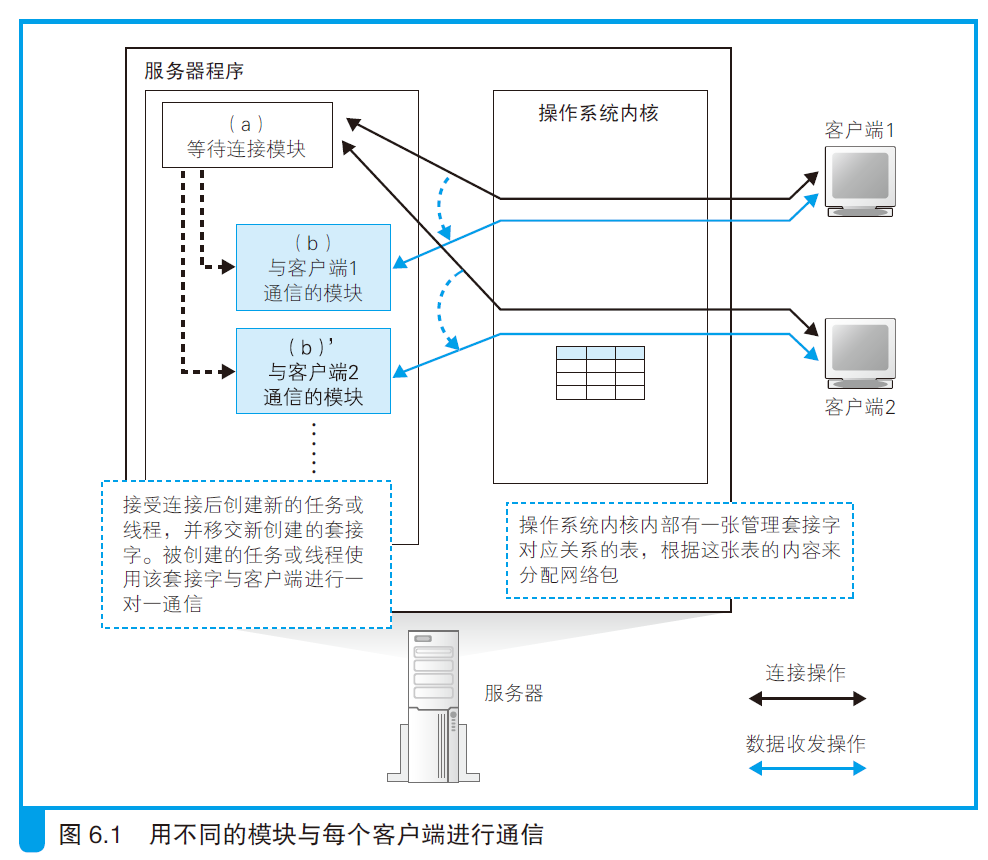 服务器程序
(a)
等待连接模块
(b)
与客户端1
通信的模块
(b)’
与客户端2
通信的模块
接受连接后创建新的任务或
线程,并移交新创建的套接
字。被创建的任务或线程使
用该套接字与客户端进行一
对一通信
操作系统内核
操作系统内核内部有一张管理套接字
对应关系的表,根据这张表的内容来
分配网络包
客户端1
客户端2
服务器
连接操作
数据收发操作
图 6.1 用不同的模块与每个客户端进行通信